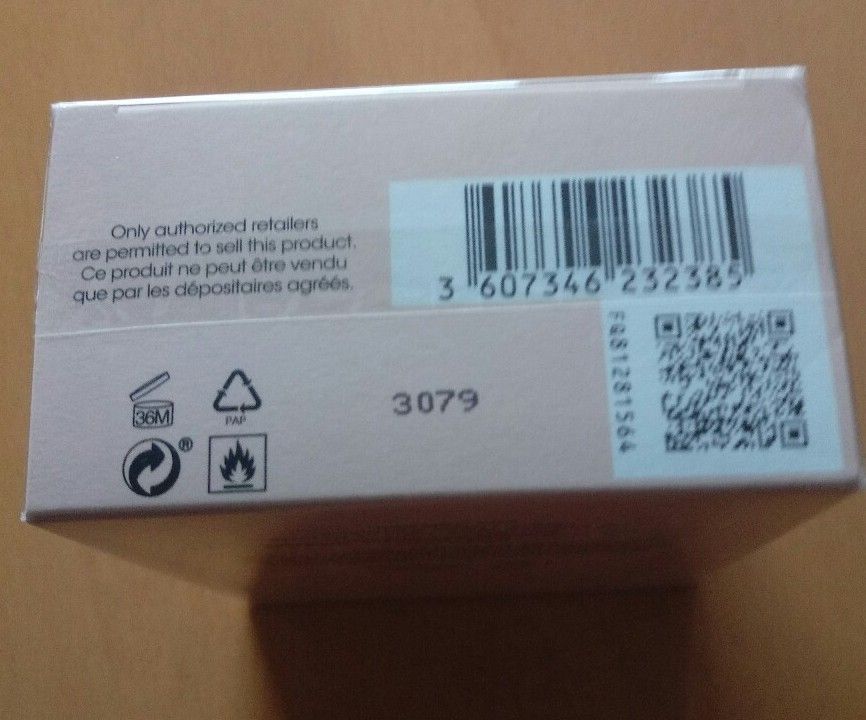 Only authorized retailers
are permitted to sell this product.
Ce produit ne peut être vendu
que par les dépositaires agréés.
3 607346 232385
FQ81281564
36M
PAP
®
3079